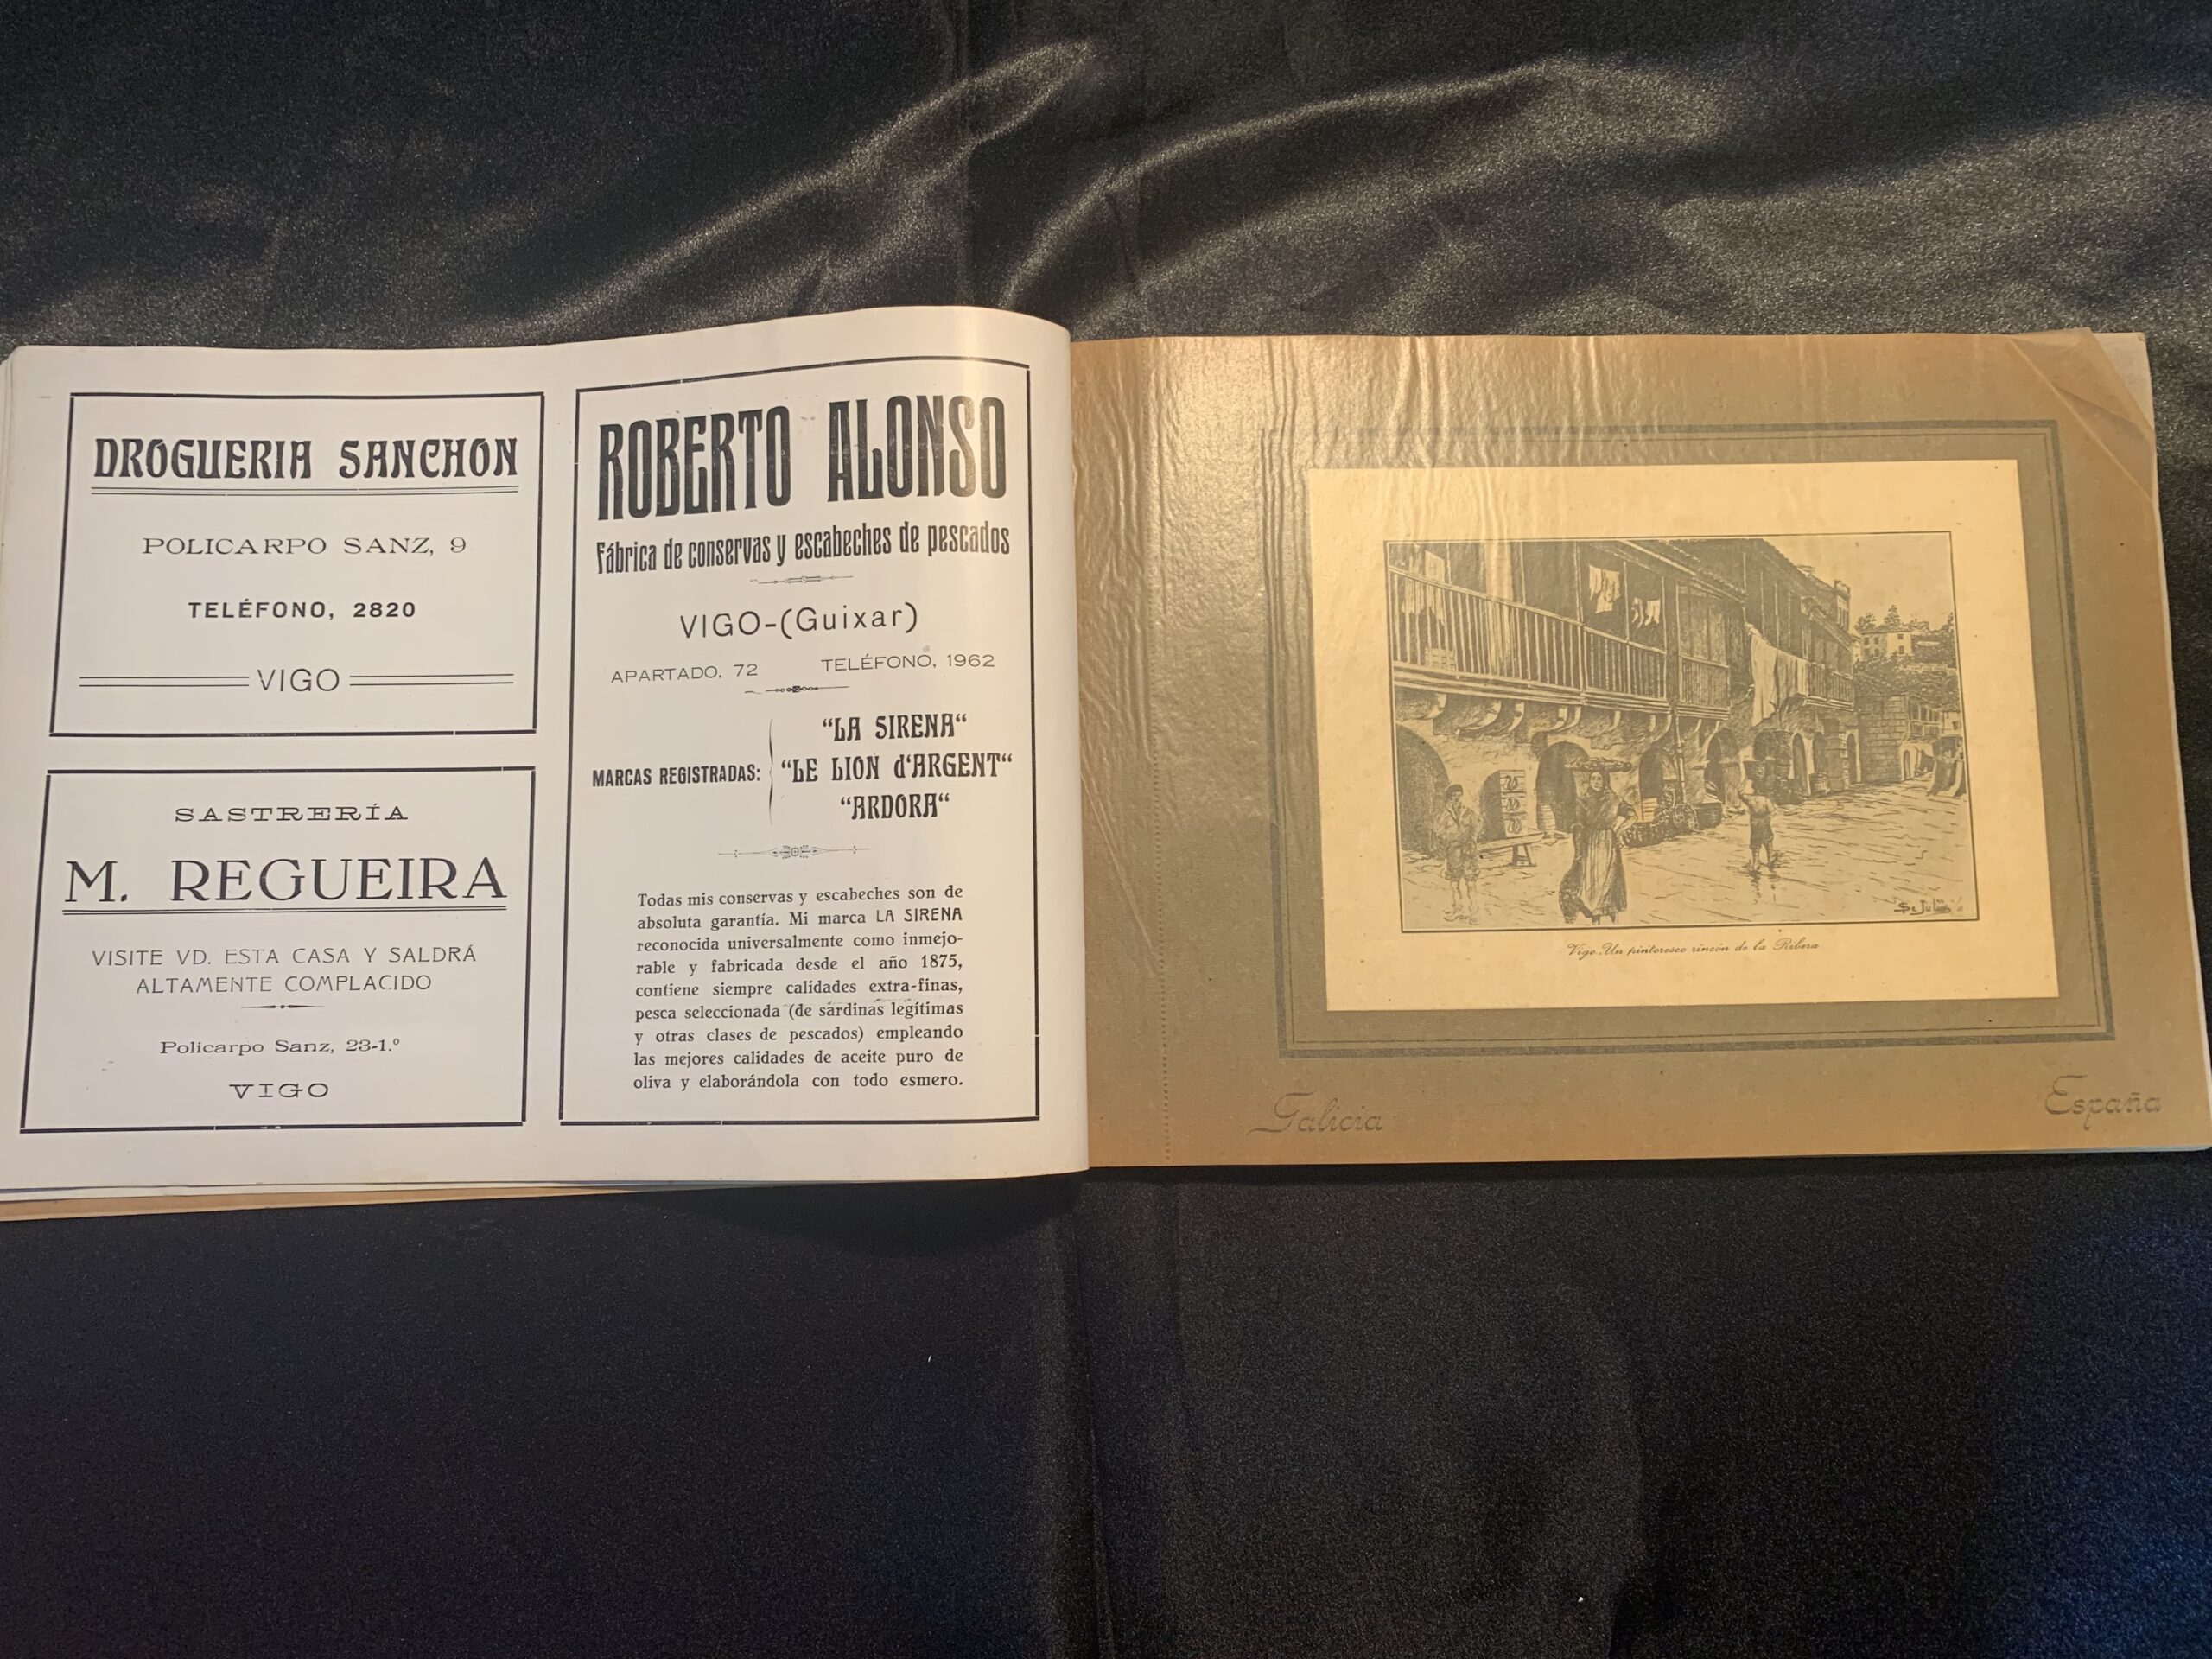 DROGUERIA SANCHON
POLICARPO SANZ, 9
TELÉFONO, 2820
VIGO
SASTRERÍA
M. REGUEIRA
VISITE VD. ESTA CASA Y SALDRÁ
ALTAMENTE COMPLACIDO
Policarpo Sanz, 23-1.º
VIGO
ROBERTO ALONSO
Fábrica de conservas y escabeches de pescados
VIGO-(Guixar)
APARTADO, 72 TELÉFONO, 1962
MARCAS REGISTRADAS:
“LA SIRENA“
“LE LION d'ARGENT“
“ARDORA“
Todas mis conservas y escabeches son de
absoluta garantía. Mi marca LA SIRENA
reconocida universalmente como inmejo-
rable y fabricada desde el año 1875,
contiene siempre calidades extra-finas,
pesca seleccionada (de sardinas legítimas
y otras clases de pescados) empleando
las mejores calidades de aceite puro de
oliva y elaborándola con todo esmero.
Vigo. Un pintoresco rincón de la Ribera
Galicia
España